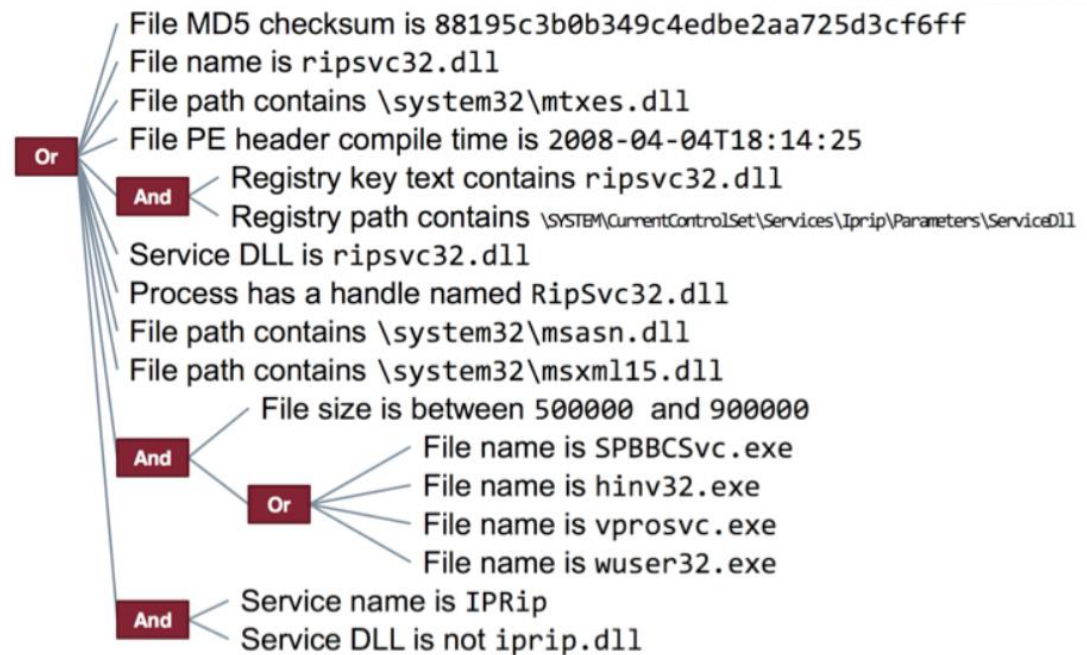 File MD5 checksum is 88195c3b0b349c4edbe2aa725d3cf6ff
File name is ripsvc32.dll
File path contains \system32\mtxes.dll
File PE header compile time is 2008-04-04T18:14:25
Or
Registry key text contains ripsvc32.dll
And
Registry path contains \SYSTEM\CurrentControlSet\Services\Iprip\Parameters/ServiceDll
Service DLL is ripsvc32.dll
Process has a handle named RipSvc32.dll
File path contains \system32\msasn.dll
File path contains \system32\msxml15.dll
File size is between 500000 and 900000
And
File name is SPBBCSvc.exe
File name is hinv32.exe
Or
File name is vprosvc.exe
File name is wuser32.exe
Service name is IPRip
And
Service DLL is not iprip.dll